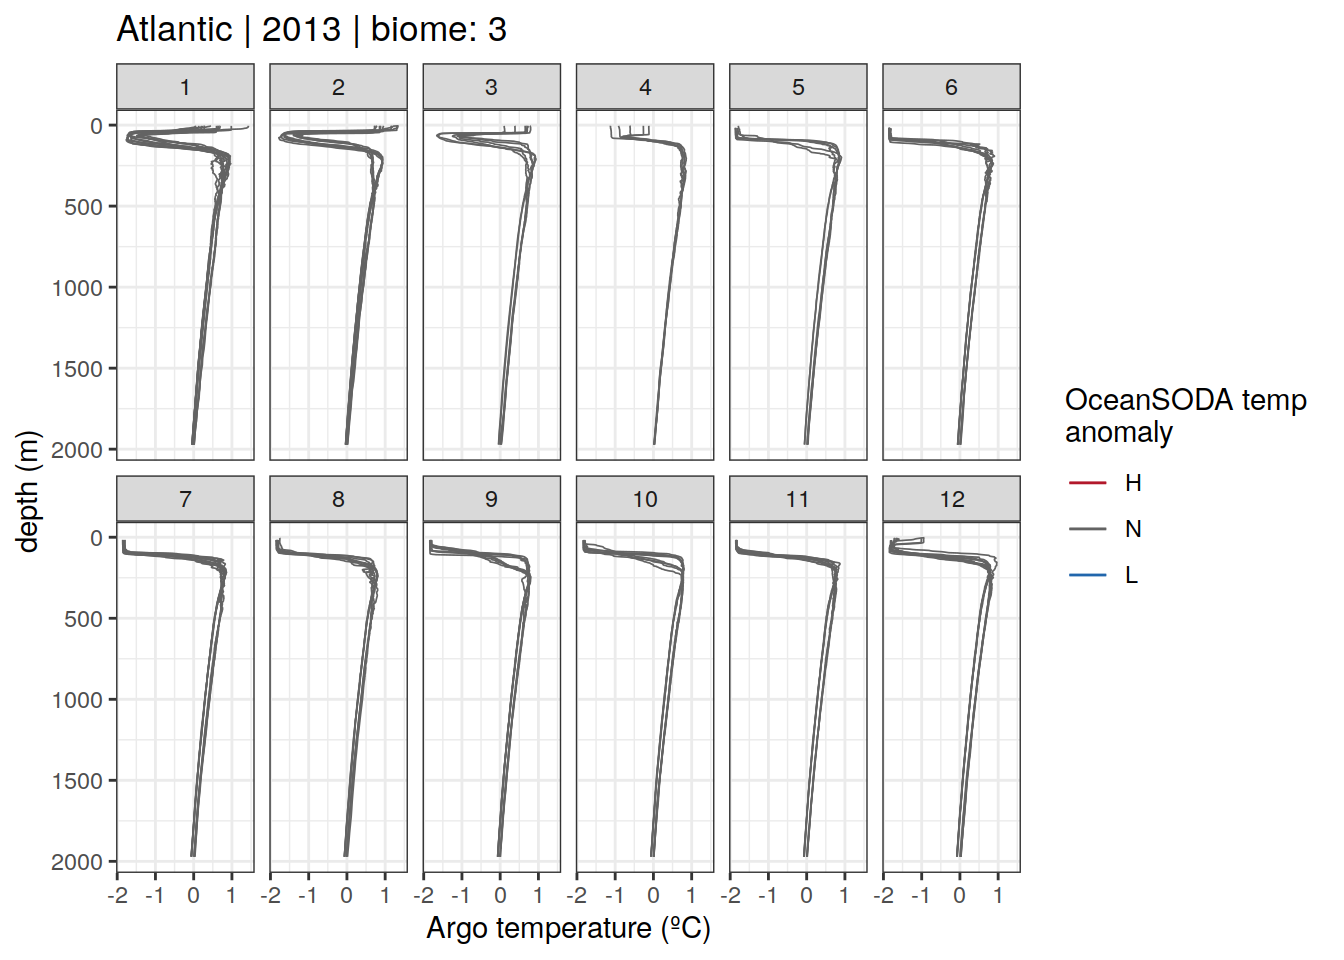 Atlantic | 2013 | biome: 3
1 2 3 4 5 6
0
500
1000
1500
2000
7 8 9 10 11 12
0
500
1000
1500
2000
-2 -1 0 1 -2 -1 0 1 -2 -1 0 1 -2 -1 0 1 -2 -1 0 1 -2 -1 0 1
Argo temperature (ºC)
depth (m)
OceanSODA temp
anomaly
H
N
L